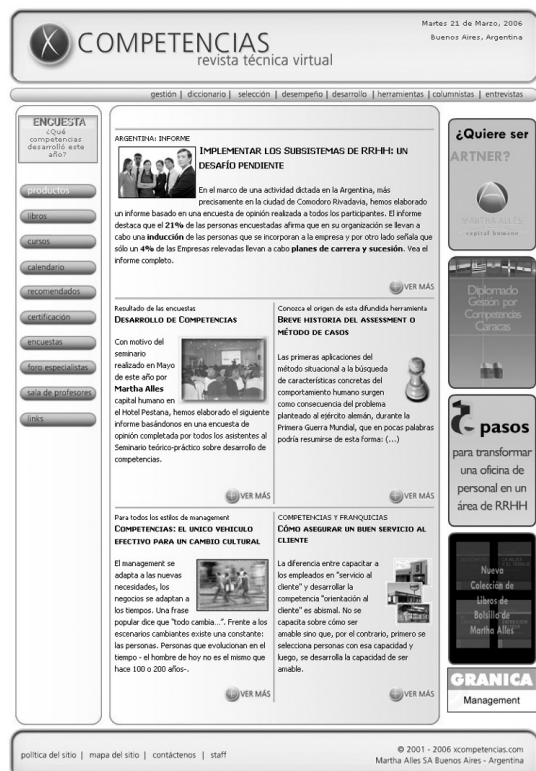 Martes 21 de Marzo, 2006
Buenos Aires, Argentina
X COMPETENCIAS
revista técnica virtual
gestión | diccionario | selección | desempeño | desarrollo | herramientas | columnistas | entrevistas
ENCUESTA
¿Qué
competencias
desarrolló este
año?
productos
libros
cursos
calendario
recomendados
certificación
encuestas
foro especialistas
sala de profesores
links
ARGENTINA: INFORME
IMPLEMENTAR LOS SUBSISTEMAS DE RRHH: UN
DESAFÍO PENDIENTE
En el marco de una actividad dictada en la Argentina, más
precisamente en la ciudad de Comodoro Rivadavia, hemos elaborado
un informe basado en una encuesta de opinión realizada a todos los participantes. El informe
destaca que el 21% de las personas encuestadas afirma que en su organización se llevan a
cabo una inducción de las personas que se incorporan a la empresa y por otro lado señala que
sólo un 4% de las Empresas relevadas llevan a cabo planes de carrera y sucesión. Vea el
informe completo.
VER MÁS
Resultado de las encuestas
DESARROLLO DE COMPETENCIAS
Con motivo del
seminario
realizado en Mayo
de este año por
Martha Alles
capital humano en
el Hotel Pestana, hemos elaborado el siguiente
informe basándonos en una encuesta de
opinión completada por todos los asistentes al
Seminario teórico-práctico sobre desarrollo de
competencias.
VER MÁS
Conozca el origen de esta difundida herramienta
BREVE HISTORIA DEL ASSESSMENT O
MÉTODO DE CASOS
Las primeras aplicaciones del
método situacional a la búsqueda
de características concretas del
comportamiento humano surgen
como consecuencia del problema
planteado al ejército alemán, durante la
Primera Guerra Mundial, que en pocas palabras
podría resumirse de esta forma: (...)
VER MÁS
Para todos los estilos de management
COMPETENCIAS: EL UNICO VEHICULO
EFECTIVO PARA UN CAMBIO CULTURAL
El management se
adapta a las nuevas
necesidades, los
negocios se adaptan a
los tiempos. Una frase
popular dice que "todo cambia...". Frente a los
escenarios cambiantes existe una constante:
las personas. Personas que evolucionan en el
tiempo - el hombre de hoy no es el mismo que
hace 100 o 200 años-.
VER MÁS
COMPETENCIAS Y FRANQUICIAS
CÓMO ASEGURAR UN BUEN SERVICIO AL
CLIENTE
La diferencia entre capacitar a
los empleados en "servicio al
cliente" y desarrollar la
competencia "orientación al
cliente" es abismal. No se
capacita sobre cómo ser
amable sino que, por el contrario, primero se
selecciona personas con esa capacidad y
luego, se desarrolla la capacidad de ser
amable.
VER MÁS
¿Quiere ser
ARTNER?
MARTHA ALLES
capital humano
Diplomado
Gestión por
Competencias
Caracas
pasos
para transformar
una oficina de
personal en un
área de RRHH
Nueva
Colección de
Libros de
Bolsillo de
Martha Alles
GRANICA
Management
política del sitio | mapa del sitio | contáctenos | staff
© 2001 - 2006 xcompetencias.com
Martha Alles SA Buenos Aires - Argentina